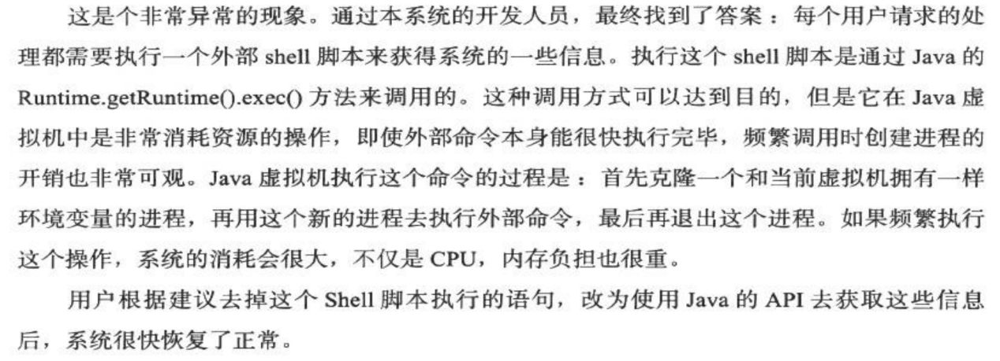 这是个非常异常的现象。通过本系统的开发人员，最终找到了答案：每个用户请求的处
理都需要执行一个外部 shell 脚本来获得系统的一些信息。执行这个 shell 脚本是通过 Java 的
Runtime.getRuntime().exec() 方法来调用的。这种调用方式可以达到目的，但是它在 Java 虚
拟机中是非常消耗资源的操作，即使外部命令本身能很快执行完毕，频繁调用时创建进程的
开销也非常可观。Java 虚拟机执行这个命令的过程是：首先克隆一个和当前虚拟机拥有一样
环境变量的进程，再用这个新的进程去执行外部命令，最后再退出这个进程。如果频繁执行
这个操作，系统的消耗会很大，不仅是 CPU，内存负担也很重。
用户根据建议去掉这个 Shell 脚本执行的语句，改为使用 Java 的 API 去获取这些信息
后，系统很快恢复了正常。